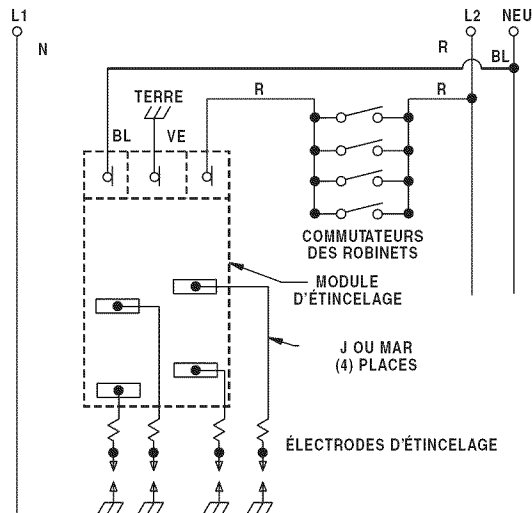 L1
L2
NEU
N
R
BL
TERRE
R
R
BL
VE
COMMUTATEURS
DES ROBINETS
MODULE
D'ÉTINCELAGE
J OU MAR
(4) PLACES
ÉLECTRODES D'ÉTINCELAGE